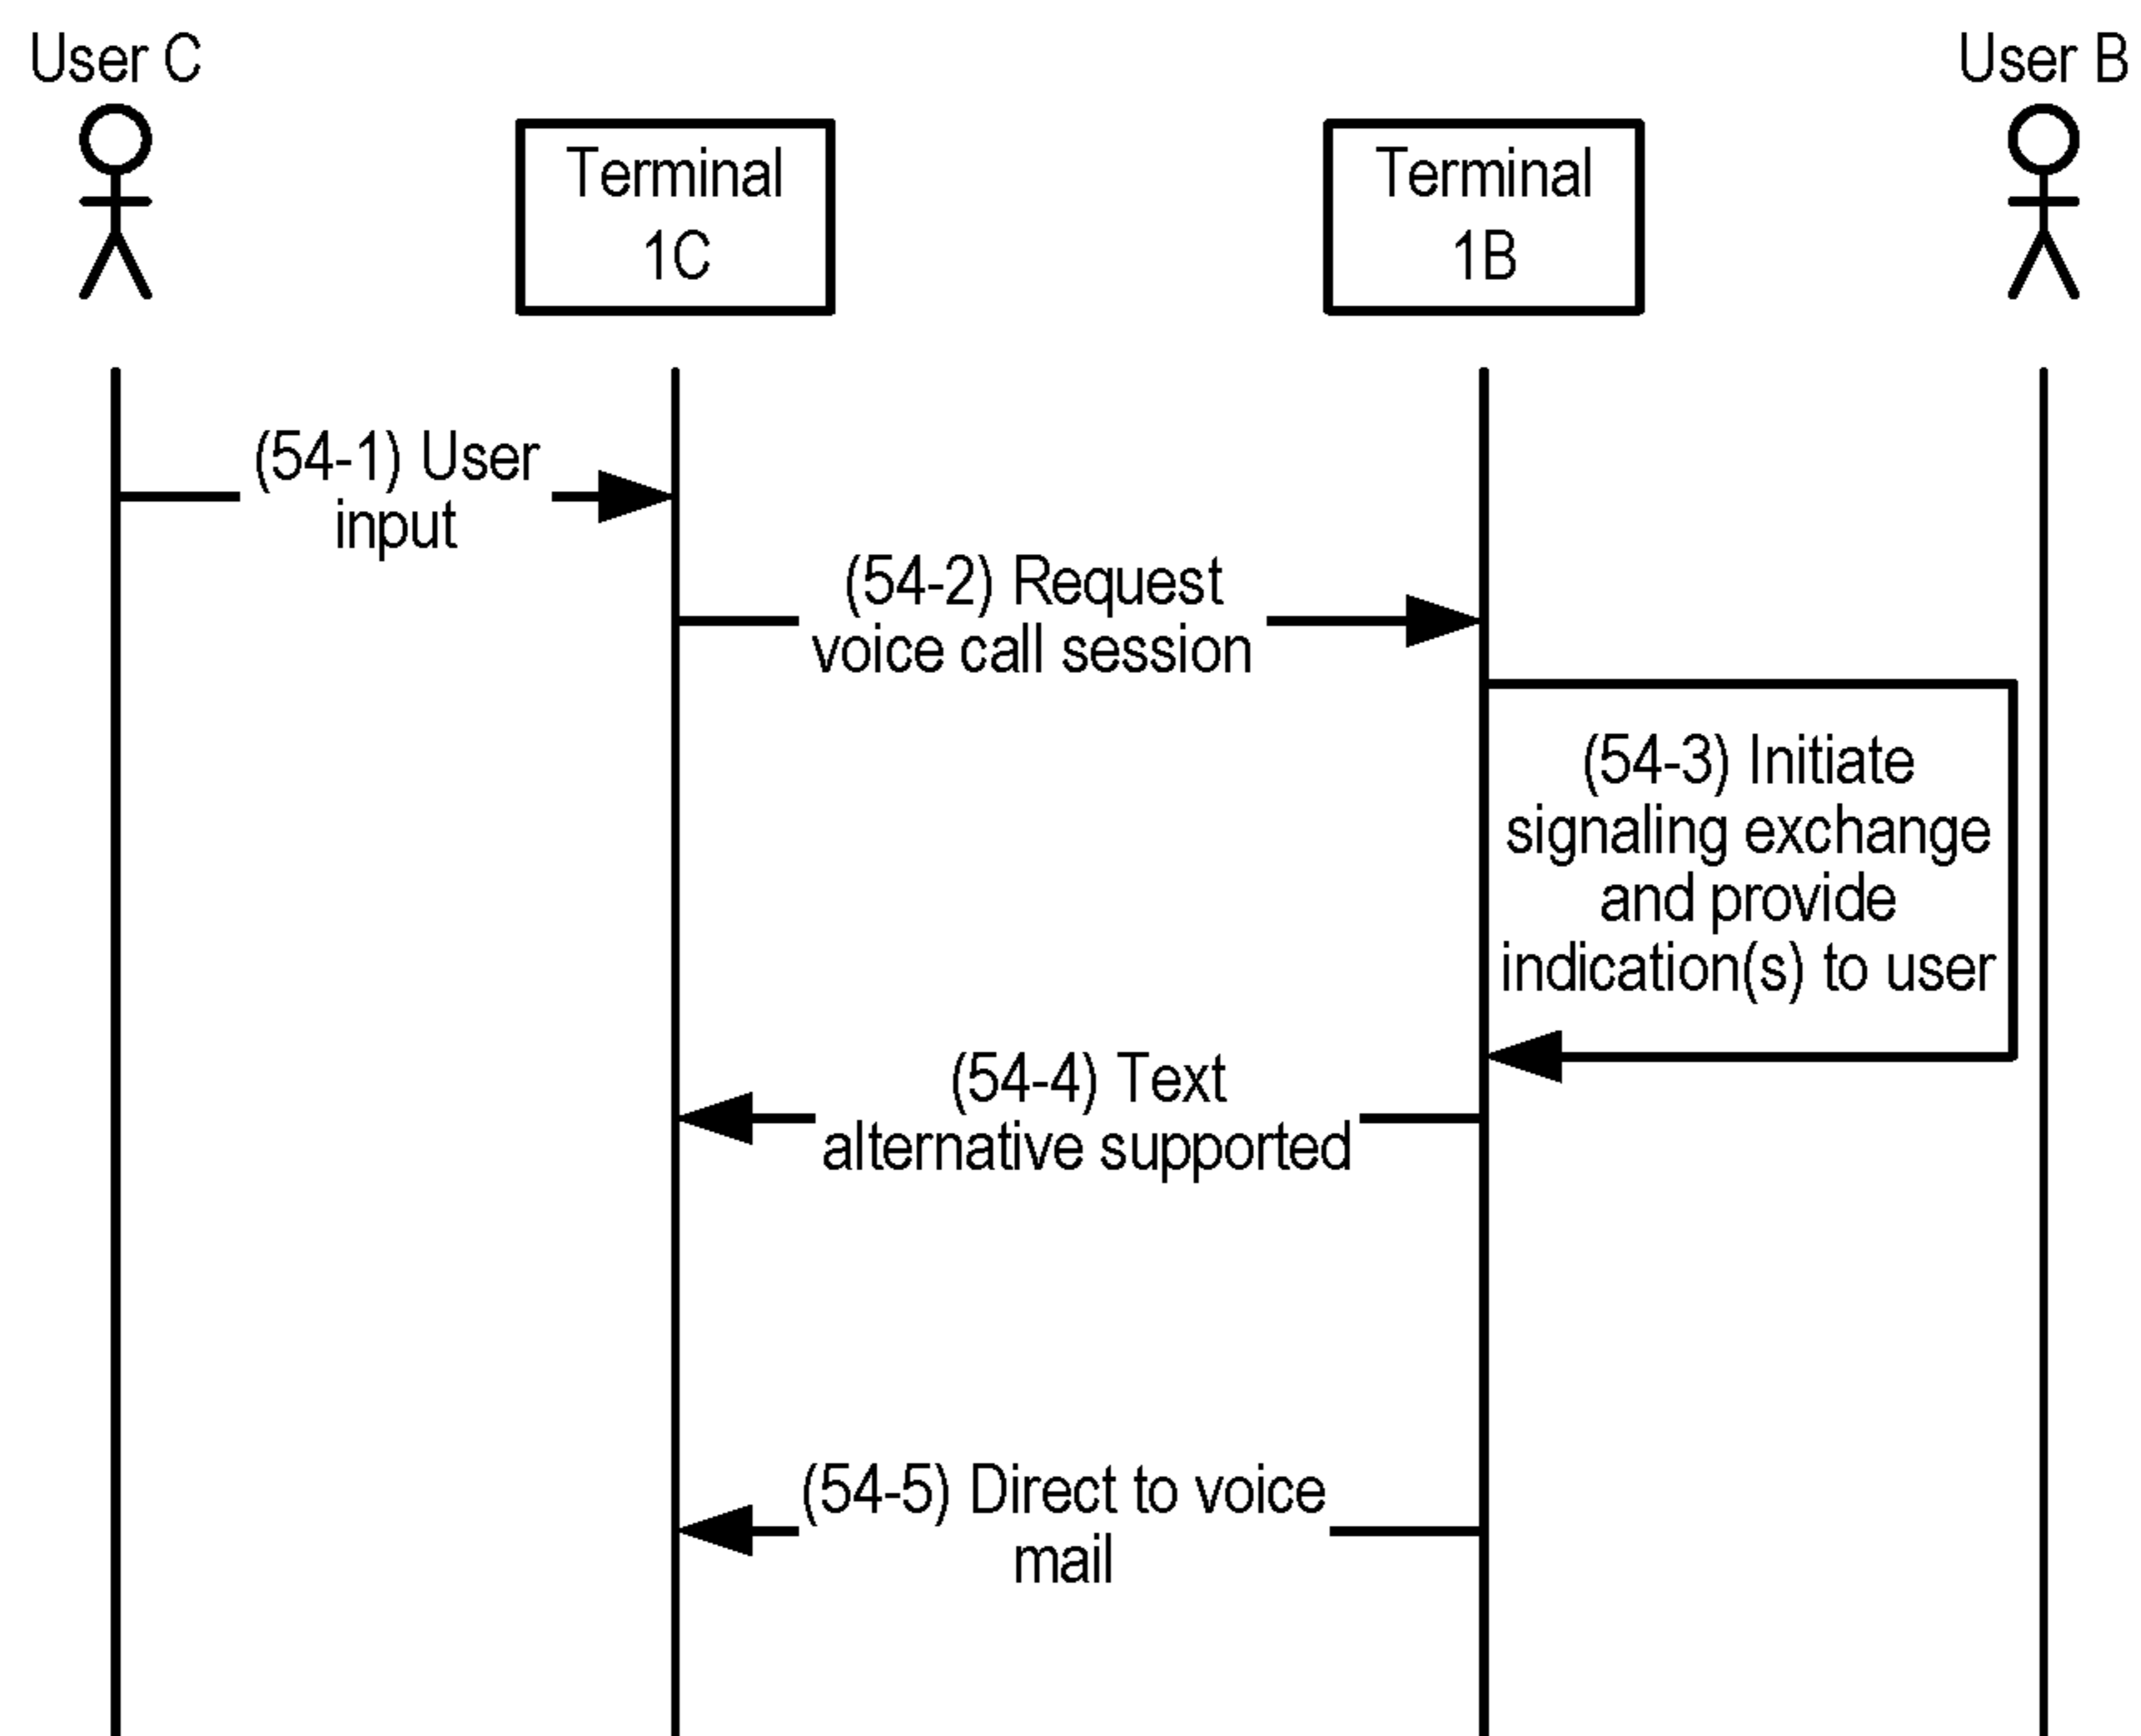 User C
User B
Terminal
1C
Terminal
1B
(54-1) User
input
(54-2) Request
voice call session
(54-3) Initiate
signaling exchange
and provide
indication(s) to user
(54-4) Text
alternative supported
(54-5) Direct to voice
mail